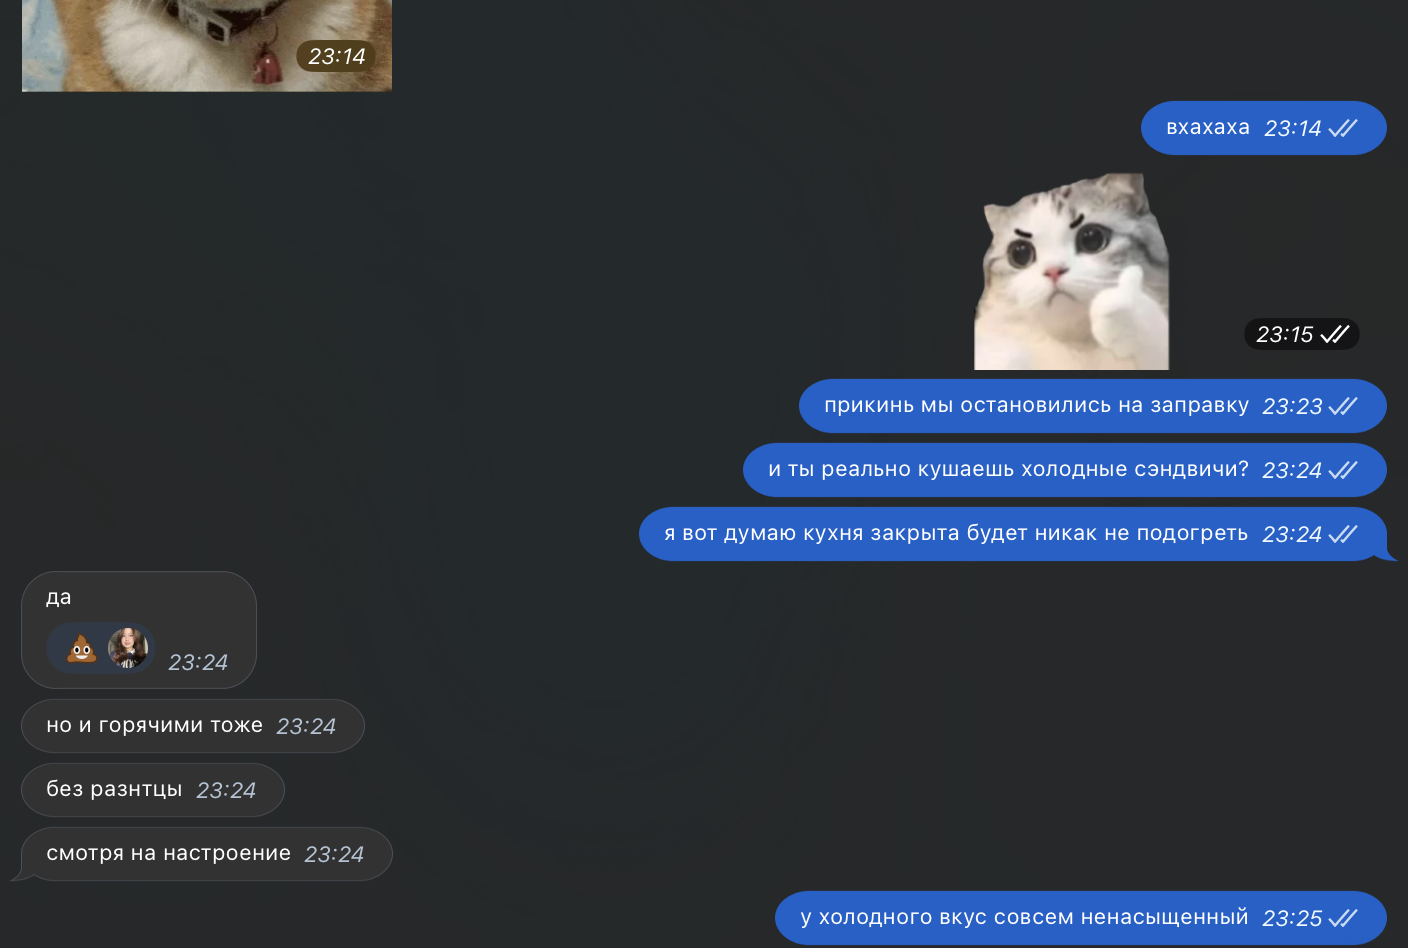 23:14
вхахаха 23:14
23:15
прикинь мы остановились на заправку 23:23
и ты реально кушаешь холодные сэндвичи? 23:24
я вот думаю кухня закрыта будет никак не подогреть 23:24
да
23:24
но и горячими тоже 23:24
без разнтцы 23:24
смотря на настроение 23:24
у холодного вкус совсем ненасыщенный 23:25